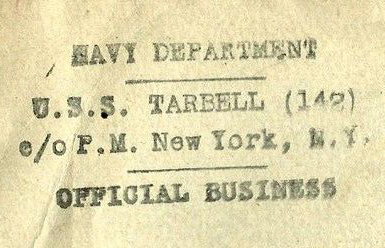 NAVY DEPARTMENT
U.S.S. TARBELL (142)
c/o P.M. New York, N.Y.
OFFICIAL BUSINESS